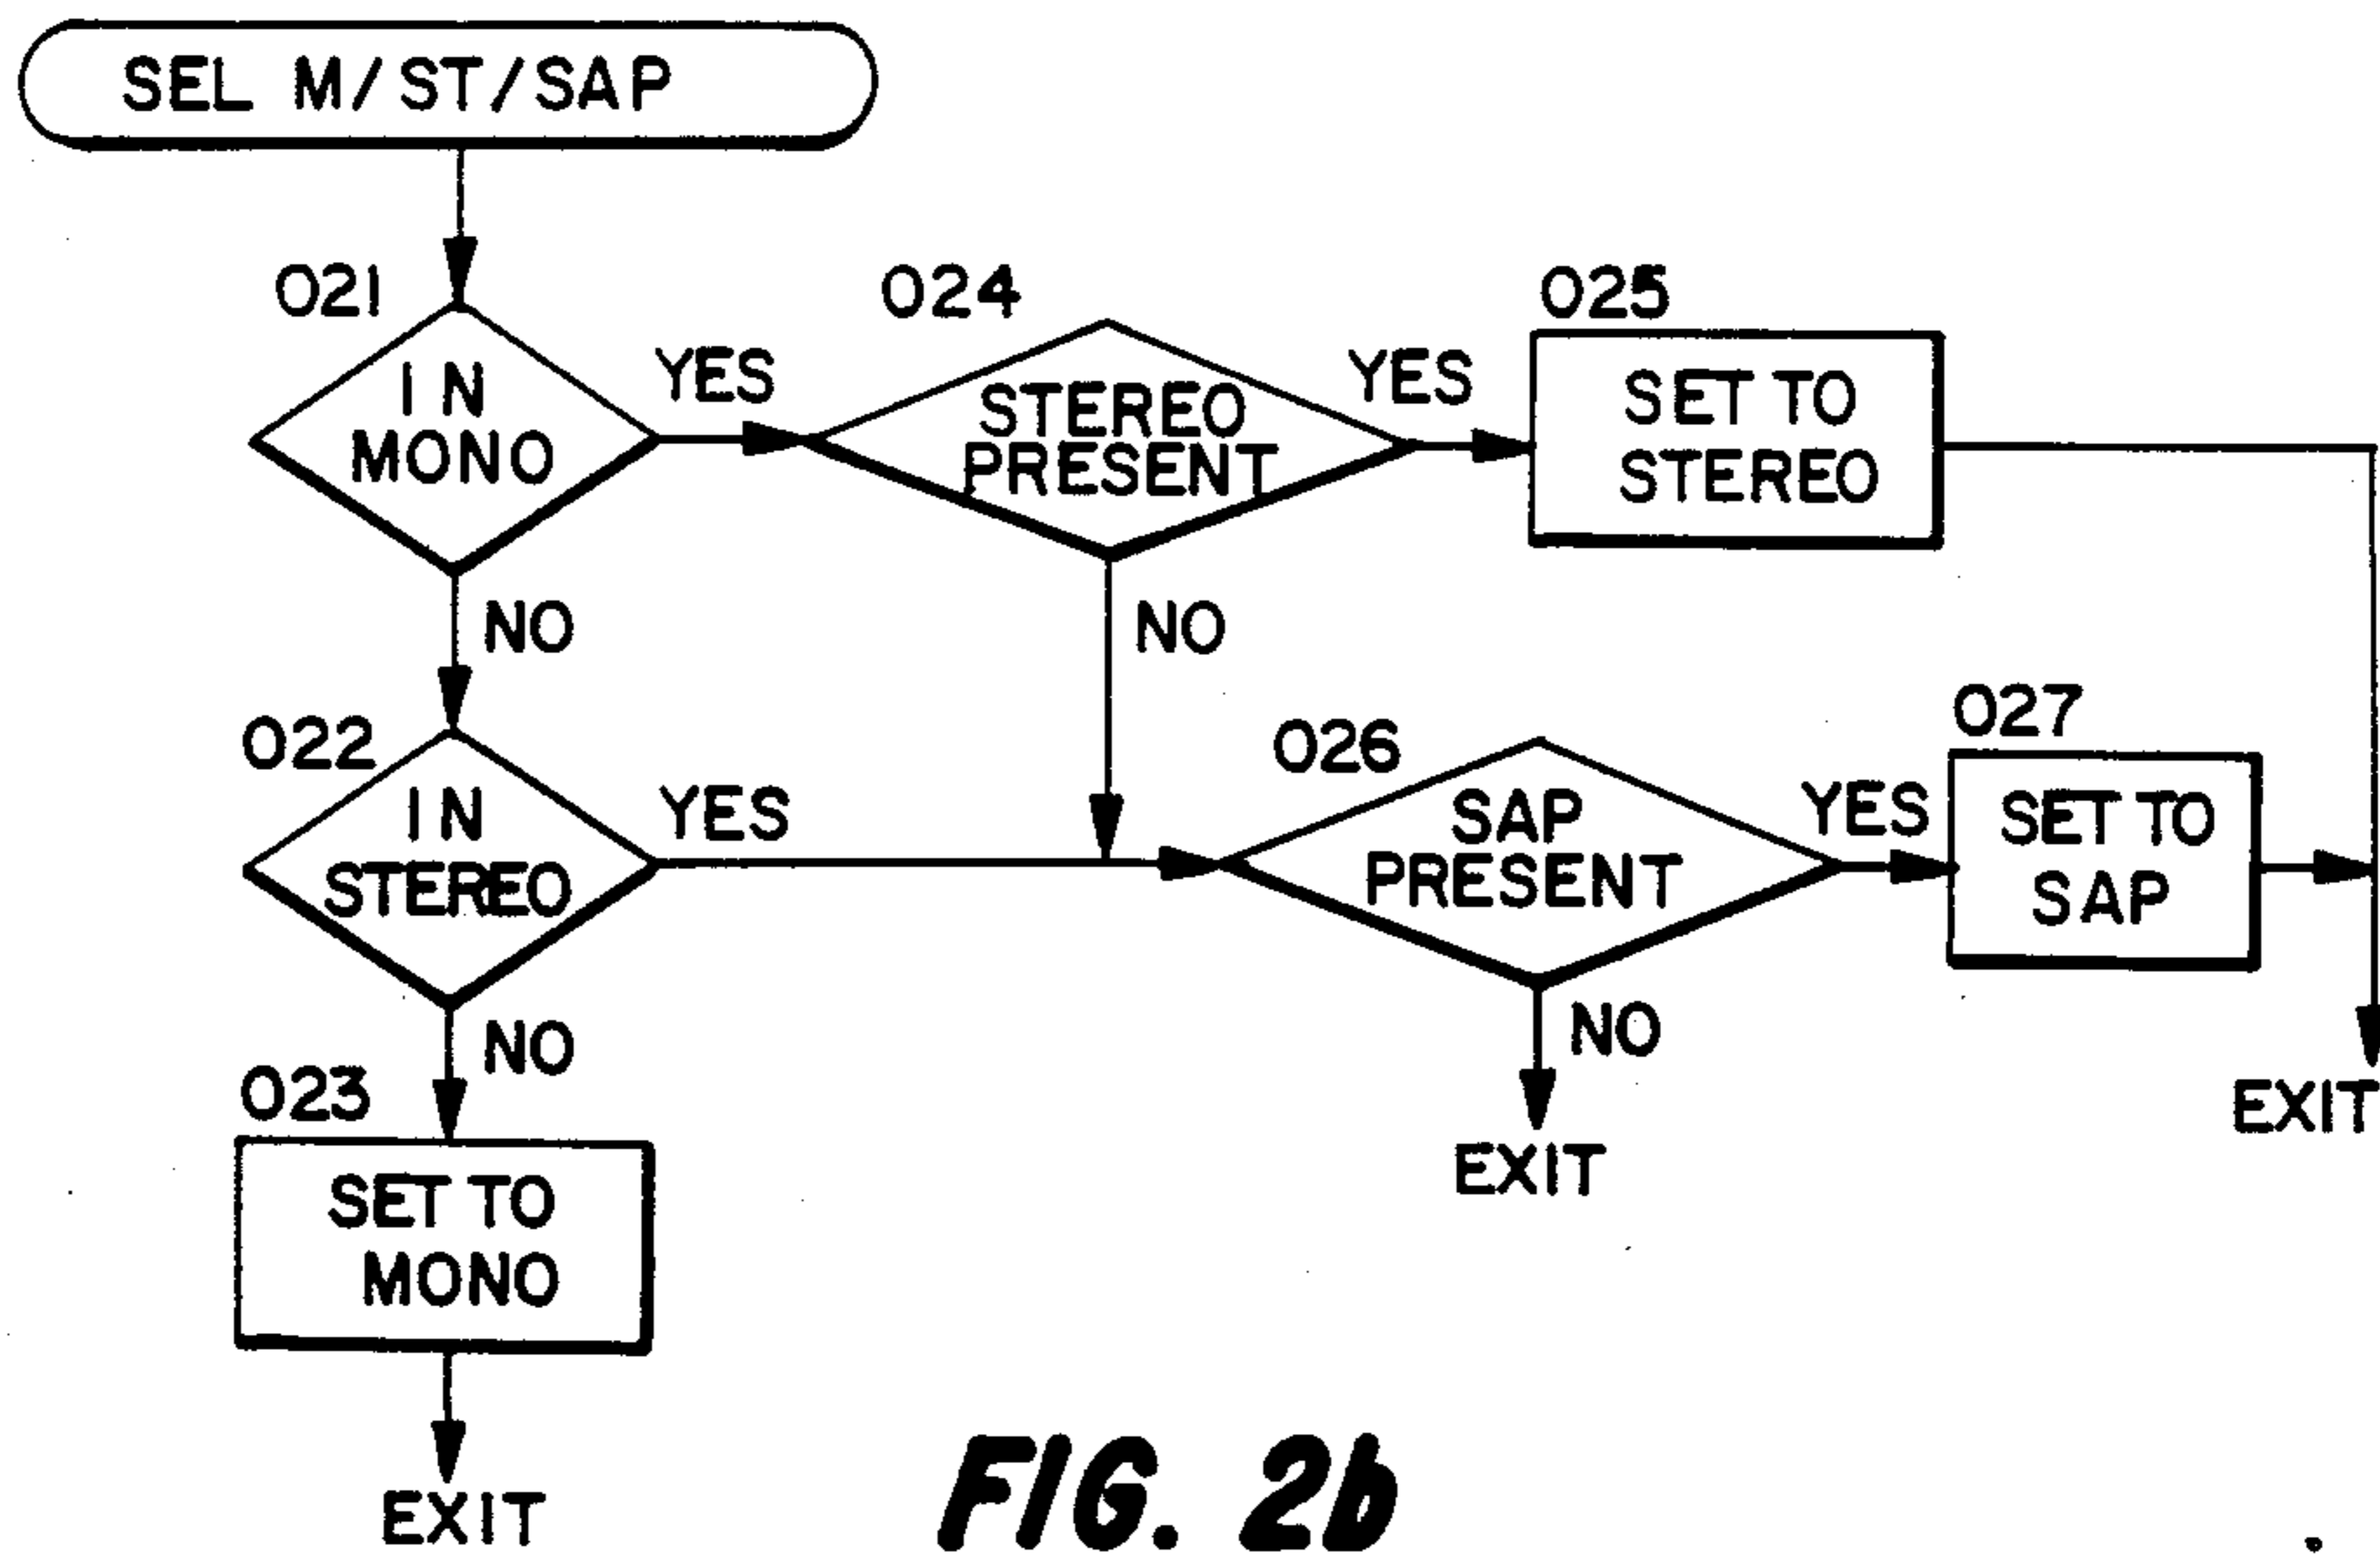 SEL M/ST/SAP
021
IN
MONO
YES
024
STEREO
PRESENT
YES
025
SET TO
STEREO
NO
NO
022
IN
STEREO
YES
026
SAP
PRESENT
YES
027
SET TO
SAP
NO
023
SET TO
MONO
EXIT
NO
EXIT
EXIT
FIG. 2b